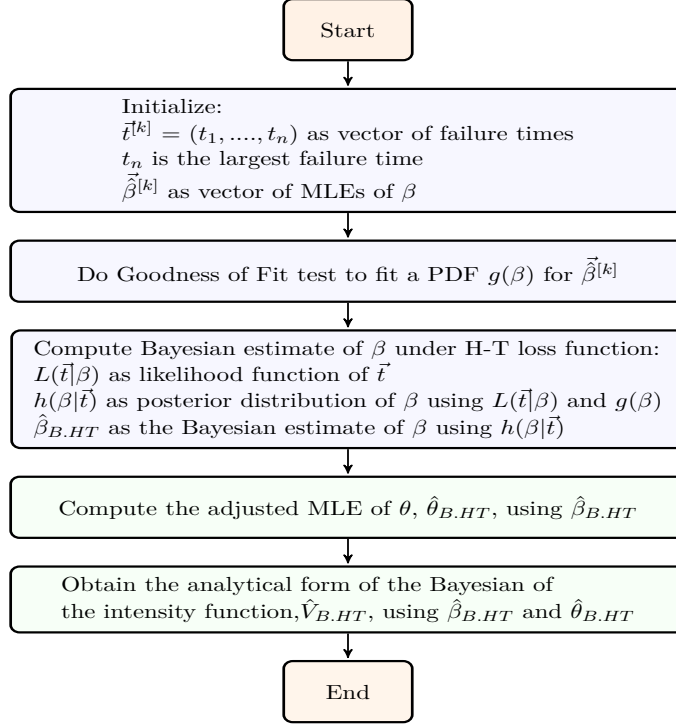 Start
Initialize:
$\vec{t}^{[k]} = (t_1, ...., t_n)$ as vector of failure times
$t_n$ is the largest failure time
$\vec{\hat{\beta}}^{[k]}$ as vector of MLEs of $\beta$
Do Goodness of Fit test to fit a PDF $g(\beta)$ for $\vec{\hat{\beta}}^{[k]}$
Compute Bayesian estimate of $\beta$ under H-T loss function:
$L(\vec{t}|\beta)$ as likelihood function of $\vec{t}$
$h(\beta|\vec{t})$ as posterior distribution of $\beta$ using $L(\vec{t}|\beta)$ and $g(\beta)$
$\hat{\beta}_{B.HT}$ as the Bayesian estimate of $\beta$ using $h(\beta|\vec{t})$
Compute the adjusted MLE of $\theta$, $\hat{\theta}_{B.HT}$, using $\hat{\beta}_{B.HT}$
Obtain the analytical form of the Bayesian of
the intensity function,$\hat{V}_{B.HT}$, using $\hat{\beta}_{B.HT}$ and $\hat{\theta}_{B.HT}$
End